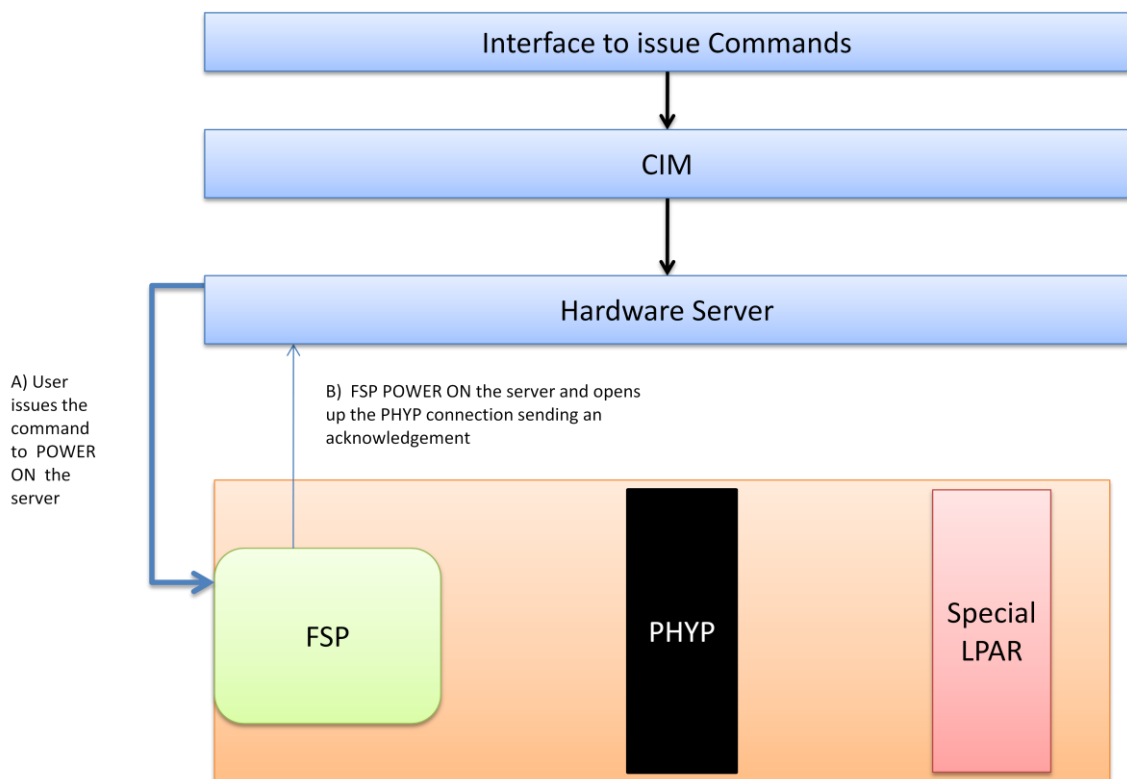 Interface to issue Commands
CIM
Hardware Server
A) User
issues the
command
to POWER
ON the
server
B) FSP POWER ON the server and opens
up the PHYP connection sending an
acknowledgement
FSP
PHYP
Special
LPAR